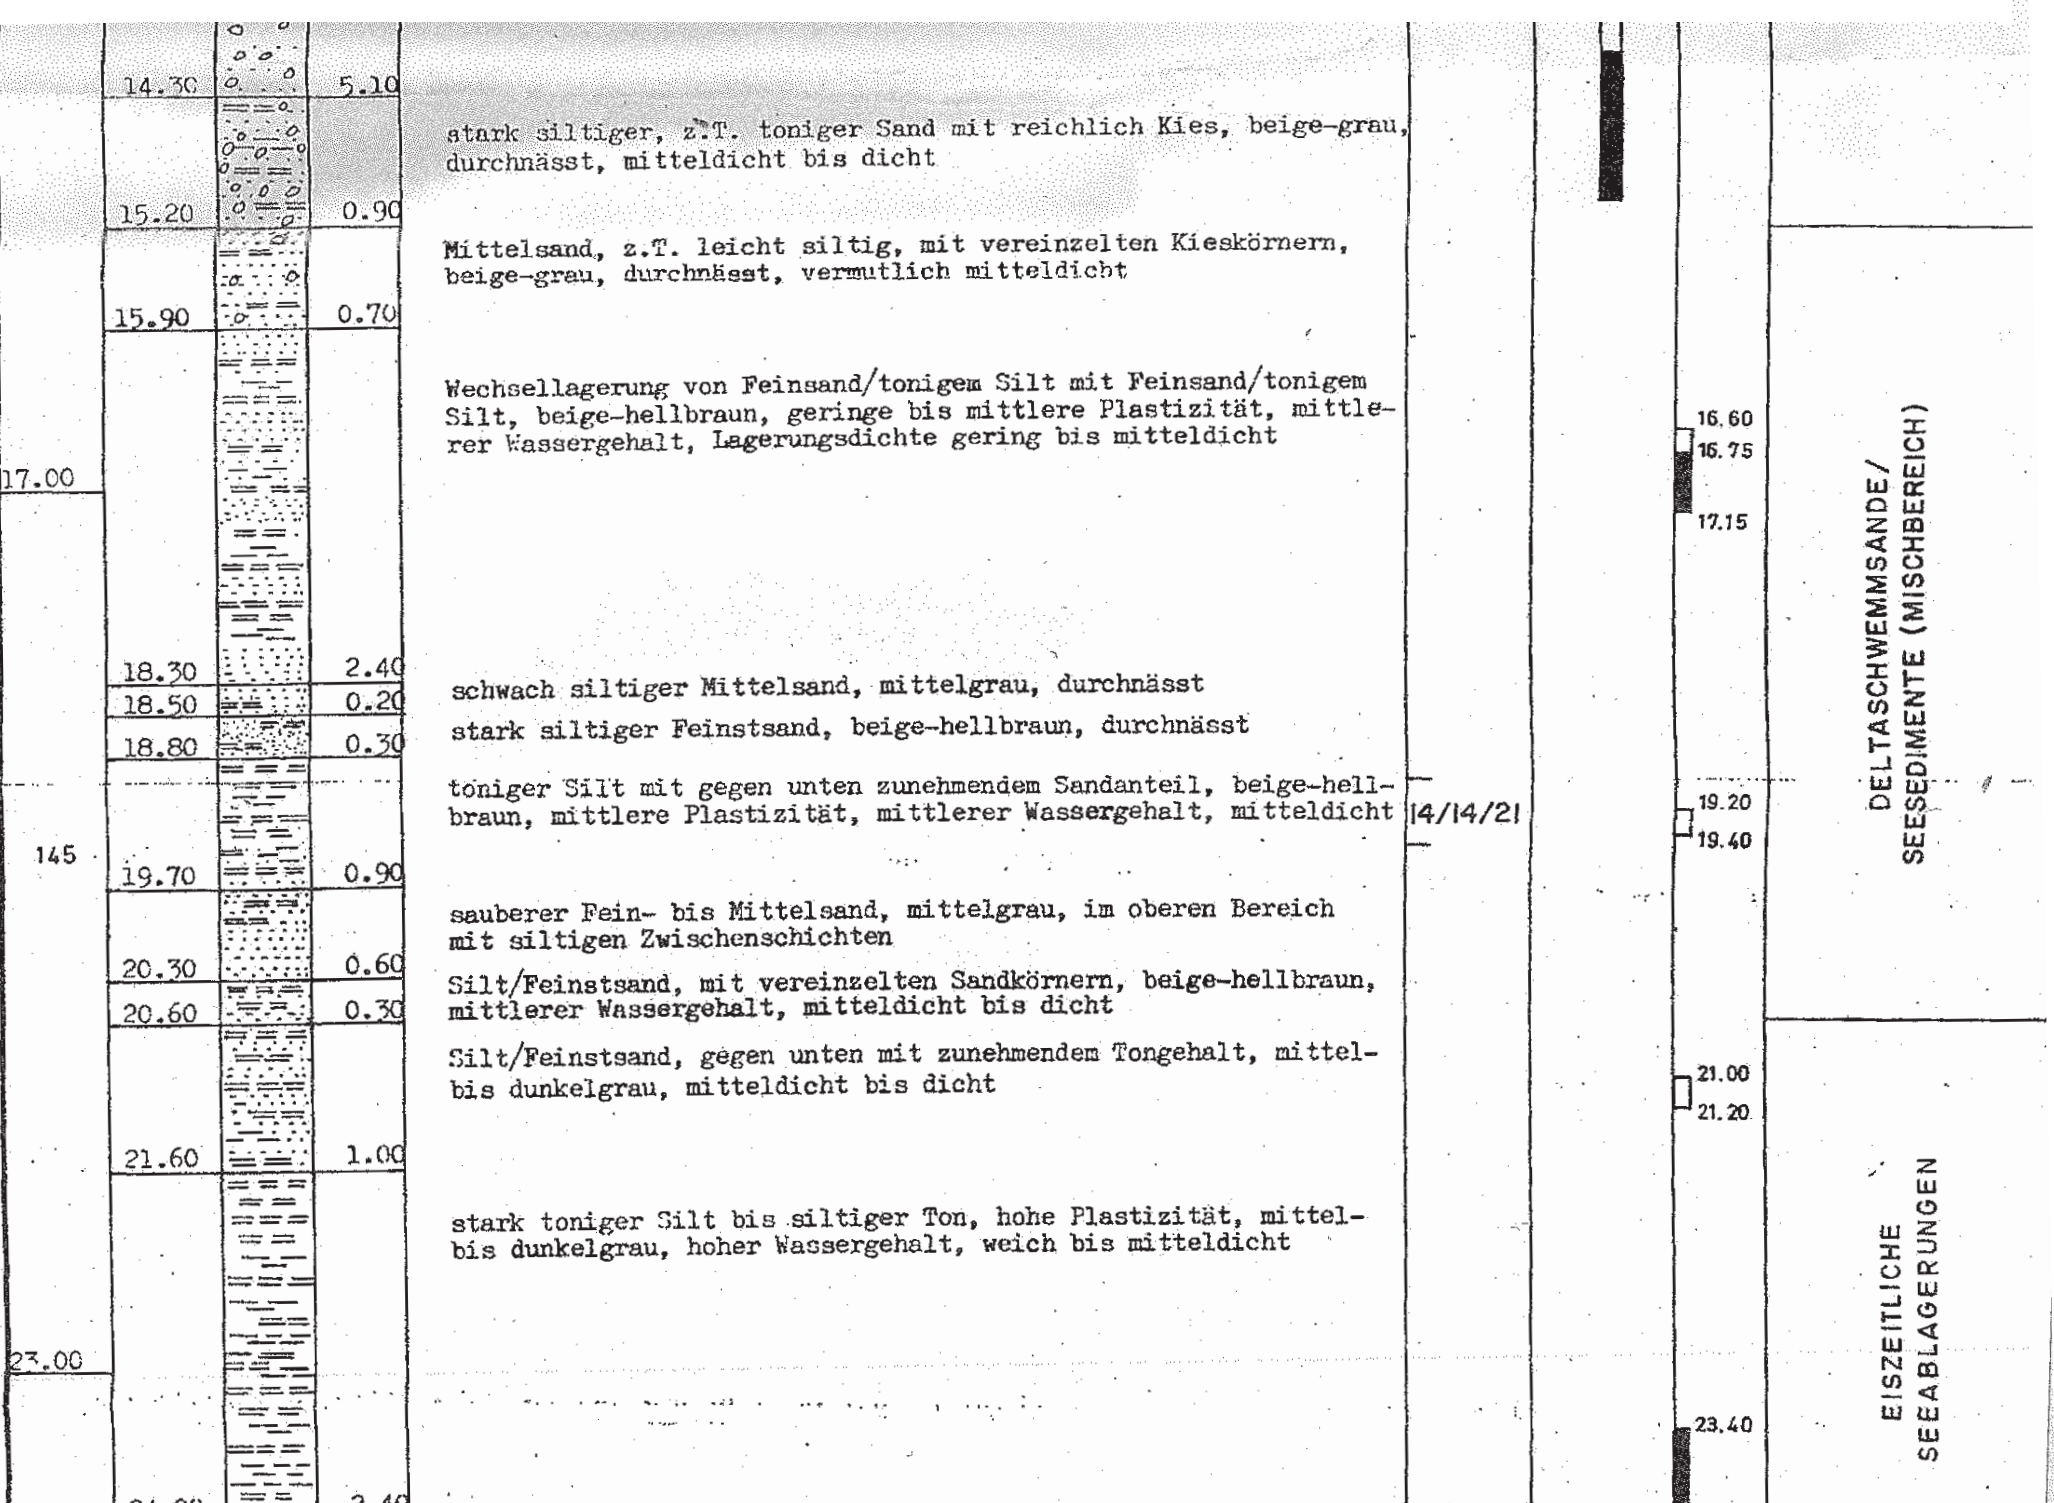 14.30 5.10
stark siltiger, z.T. toniger Sand mit reichlich Kies, beige-grau,
durchnässt, mitteldicht bis dicht
15.20 0.90
Mittelsand, z.T. leicht siltig, mit vereinzelten Kieskörnern,
beige-grau, durchnässt, vermutlich mitteldicht
15.90 0.70
Wechsellagerung von Feinsand/tonigem Silt mit Feinsand/tonigem
Silt, beige-hellbraun, geringe bis mittlere Plastizität, mittle-
rer Wassergehalt, Lagerungsdichte gering bis mitteldicht
16.60
16.75
17.00
17.15
18.30 2.40
schwach siltiger Mittelsand, mittelgrau, durchnässt
18.50 0.20
stark siltiger Feinstsand, beige-hellbraun, durchnässt
18.80 0.30
toniger Silt mit gegen unten zunehmendem Sandanteil, beige-hell-
braun, mittlere Plastizität, mittlerer Wassergehalt, mitteldicht 14/14/21
19.20
19.40
145
19.70 0.90
sauberer Fein- bis Mittelsand, mittelgrau, im oberen Bereich
mit siltigen Zwischenschichten
20.30 0.60
Silt/Feinstsand, mit vereinzelten Sandkörnern, beige-hellbraun,
mittlerer Wassergehalt, mitteldicht bis dicht
20.60 0.30
Silt/Feinstsand, gegen unten mit zunehmendem Tongehalt, mittel-
bis dunkelgrau, mitteldicht bis dicht
21.00
21.20
21.60 1.00
stark toniger Silt bis siltiger Ton, hohe Plastizität, mittel-
bis dunkelgrau, hoher Wassergehalt, weich bis mitteldicht
23.00
23.40
DELTASCHWEMMSANDE/
SEESEDIMENTE (MISCHBEREICH)
EISZEITLICHE
SEEABLAGERUNGEN